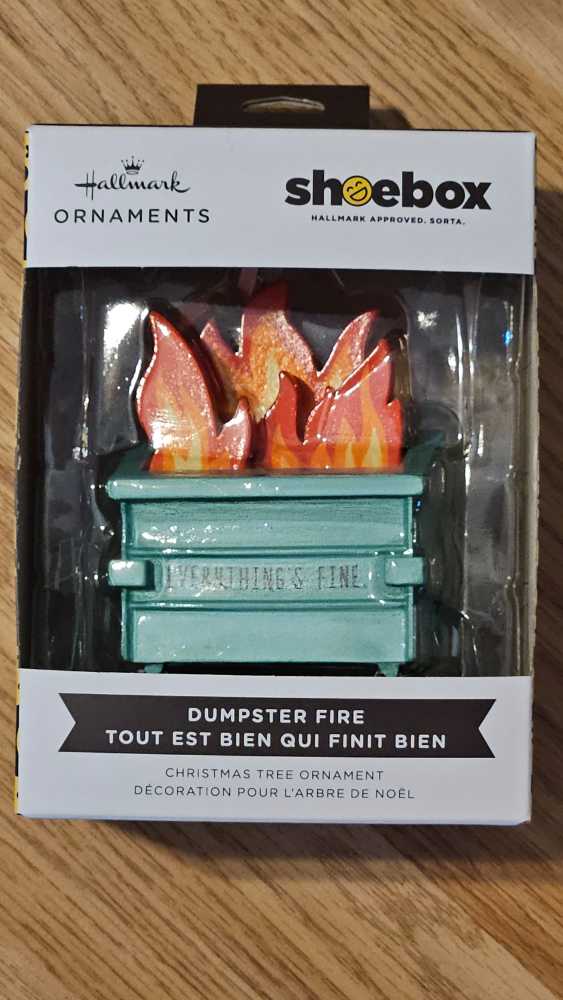 Hallmark
ORNAMENTS
shoebox
HALLMARK APPROVED. SORTA.
EVERYTHING'S FINE.
DUMPSTER FIRE
TOUT EST BIEN QUI FINIT BIEN
CHRISTMAS TREE ORNAMENT
DÉCORATION POUR L'ARBRE DE NOËL